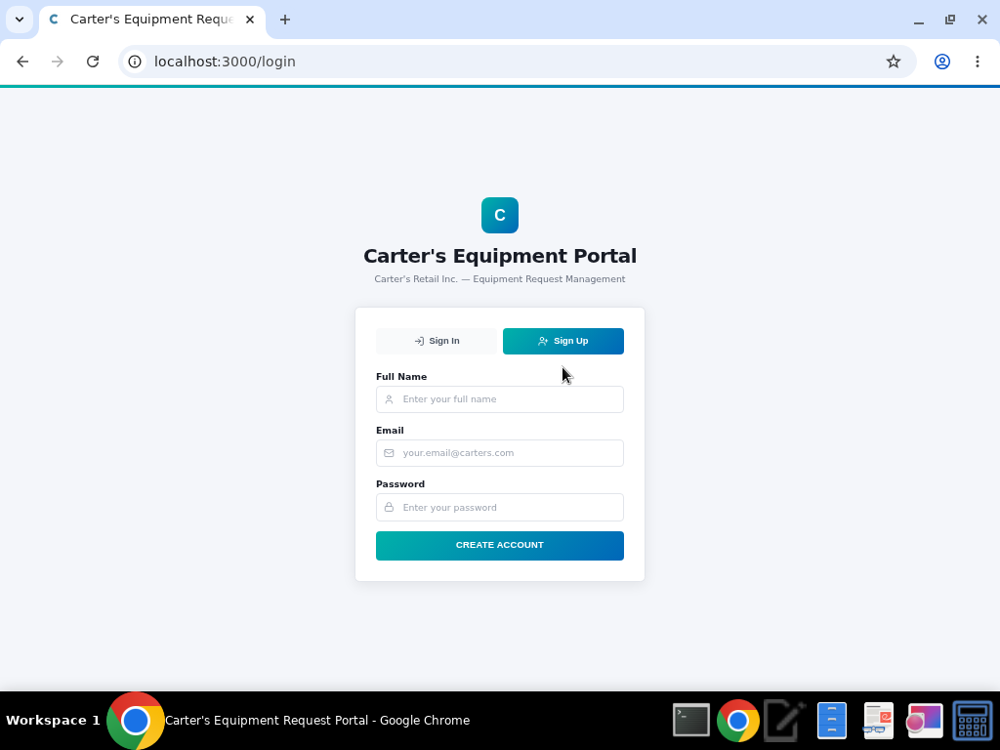 Carter's Equipment Reque
localhost:3000/login
C
Carter's Equipment Portal
Carter's Retail Inc. — Equipment Request Management
Sign In
Sign Up
Full Name
Enter your full name
Email
your.email@carters.com
Password
Enter your password
CREATE ACCOUNT
Workspace 1
Carter's Equipment Request Portal - Google Chrome